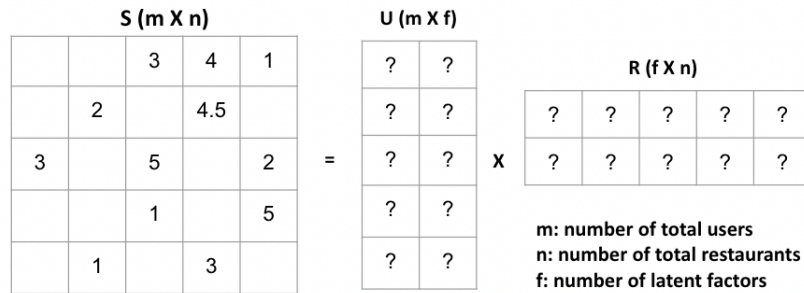 S (m X n)
U (m X f)
R (f X n)
3 4 1
2 4.5
3 5 2
1 5
1 3
=
? ?
? ?
? ?
? ?
? ?
X
? ? ? ? ?
? ? ? ? ?
m: number of total users
n: number of total restaurants
f: number of latent factors